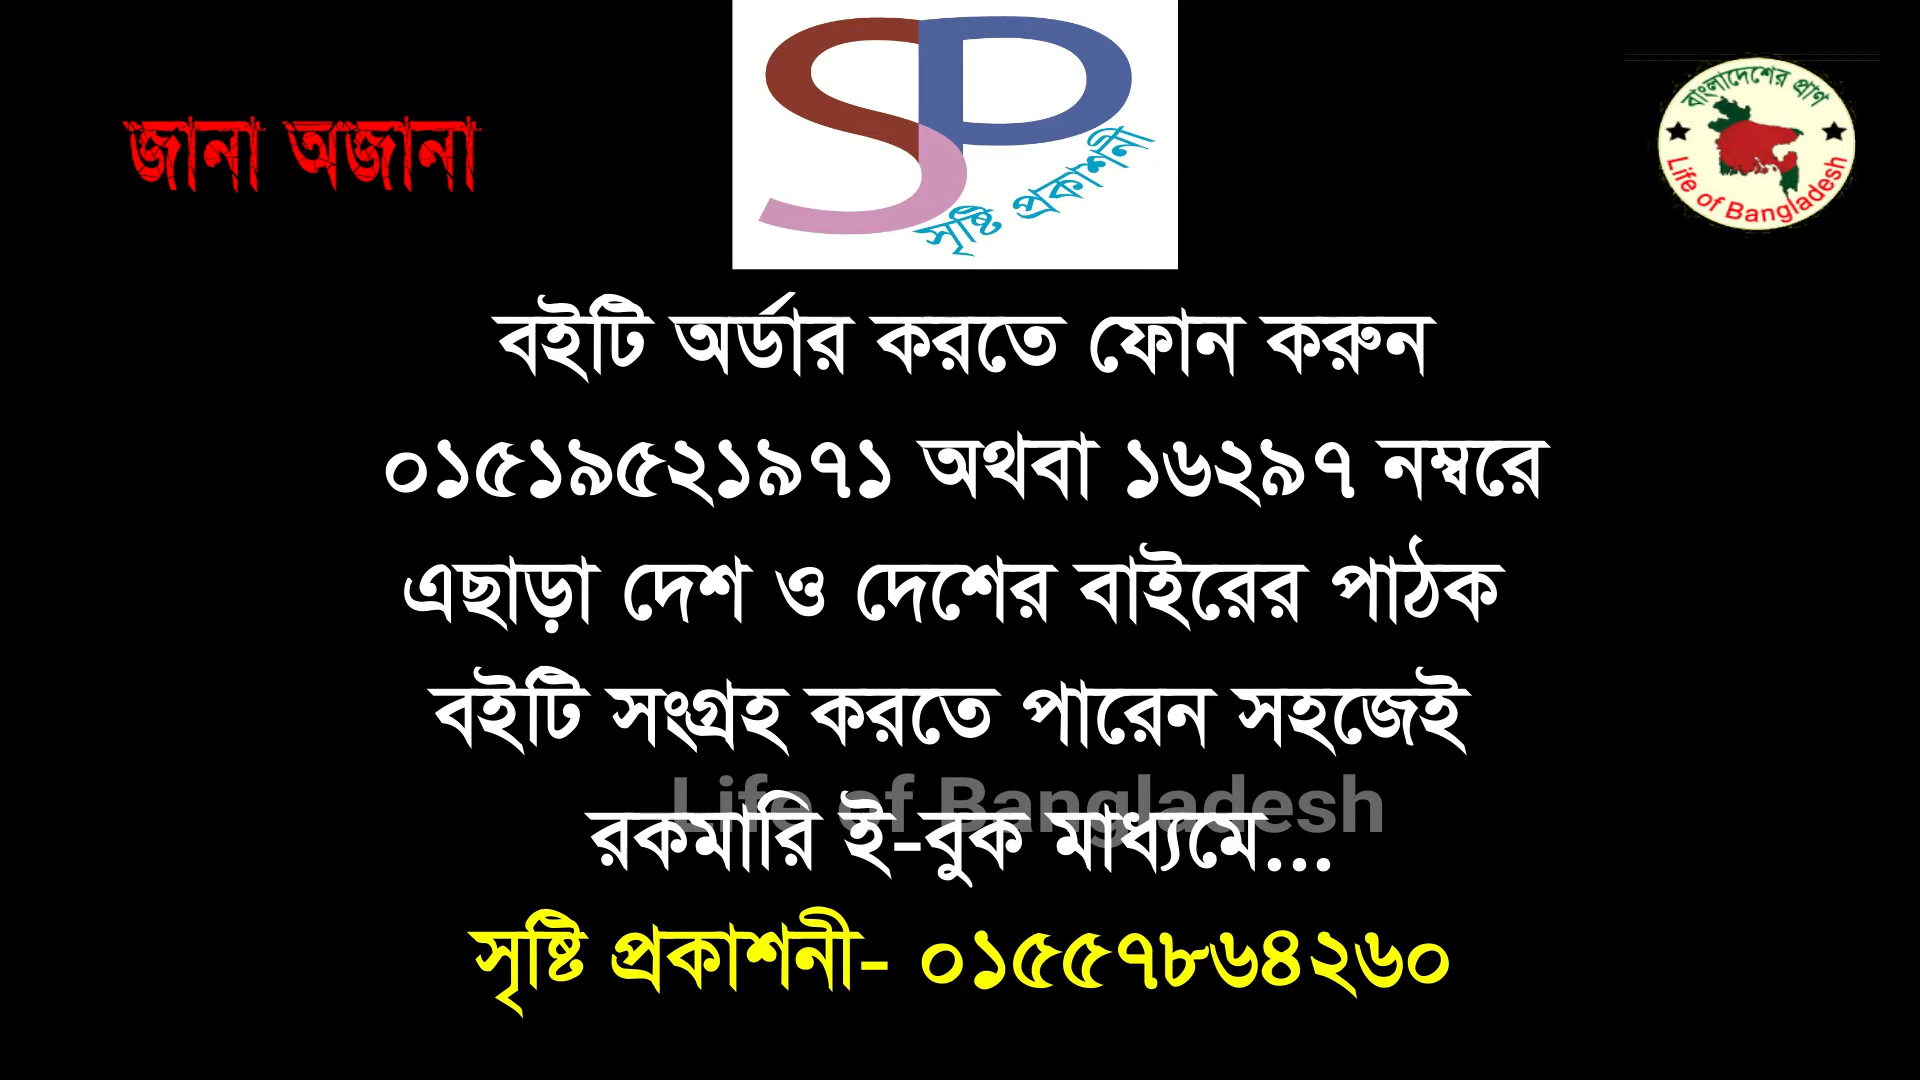 জানা অজানা
SP
সৃষ্টি প্রকাশনী
বাংলাদেশের প্রাণ
Life of Bangladesh
বইটি অর্ডার করতে ফোন করুন
০১৫১৯৫২১৯৭১ অথবা ১৬২৯৭ নম্বরে
এছাড়া দেশ ও দেশের বাইরের পাঠক
বইটি সংগ্রহ করতে পারেন সহজেই
Life of Bangladesh
রকমারি ই-বুক মাধ্যমে...
সৃষ্টি প্রকাশনী- ০১৫৫৭৮৬৪২৬০